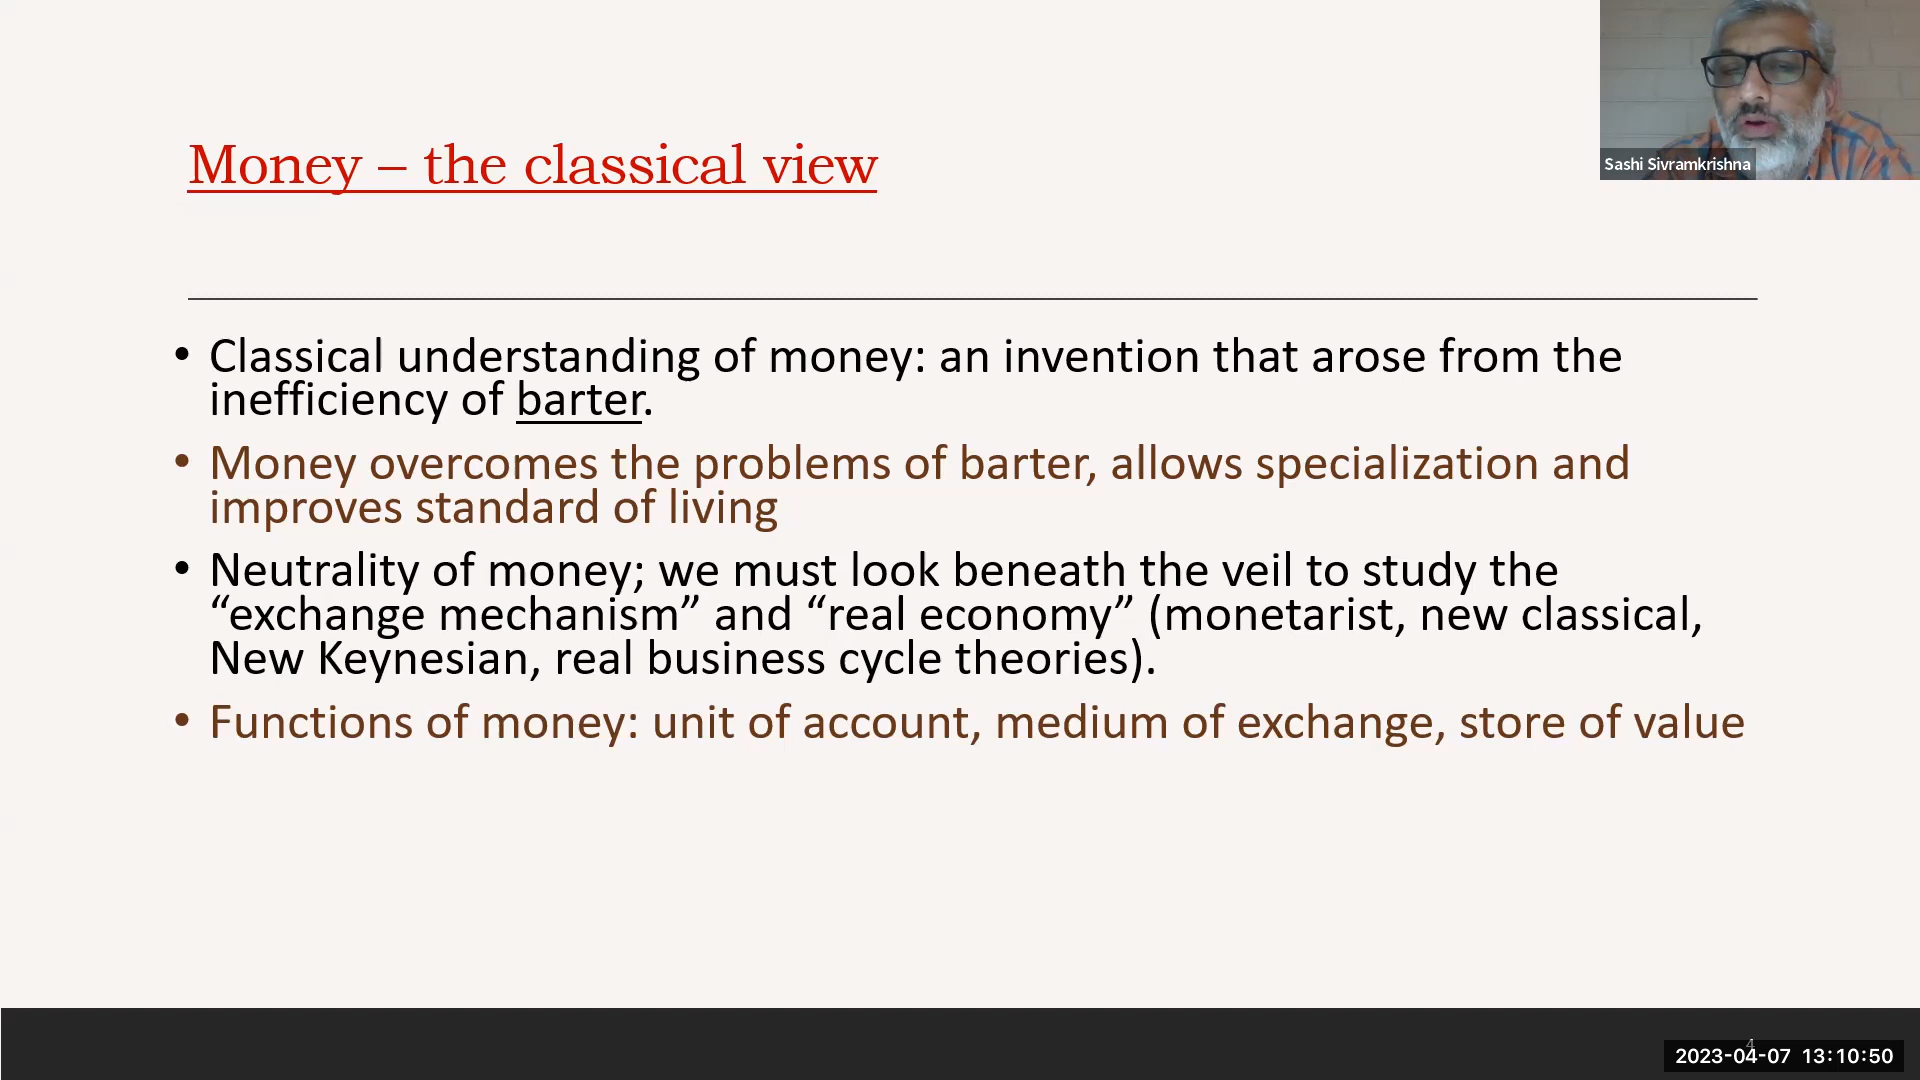 Money – the classical view
Sashi Sivramkrishna
• Classical understanding of money: an invention that arose from the
inefficiency of barter.
• Money overcomes the problems of barter, allows specialization and
improves standard of living
• Neutrality of money; we must look beneath the veil to study the
“exchange mechanism” and “real economy” (monetarist, new classical,
New Keynesian, real business cycle theories).
• Functions of money: unit of account, medium of exchange, store of value
4
2023-04-07 13:10:50